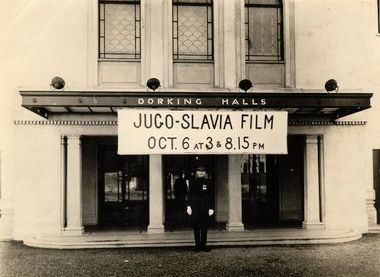 DORKING HALLS
JUGO-SLAVIA FILM
OCT. 6 AT 3 & 8.15 PM